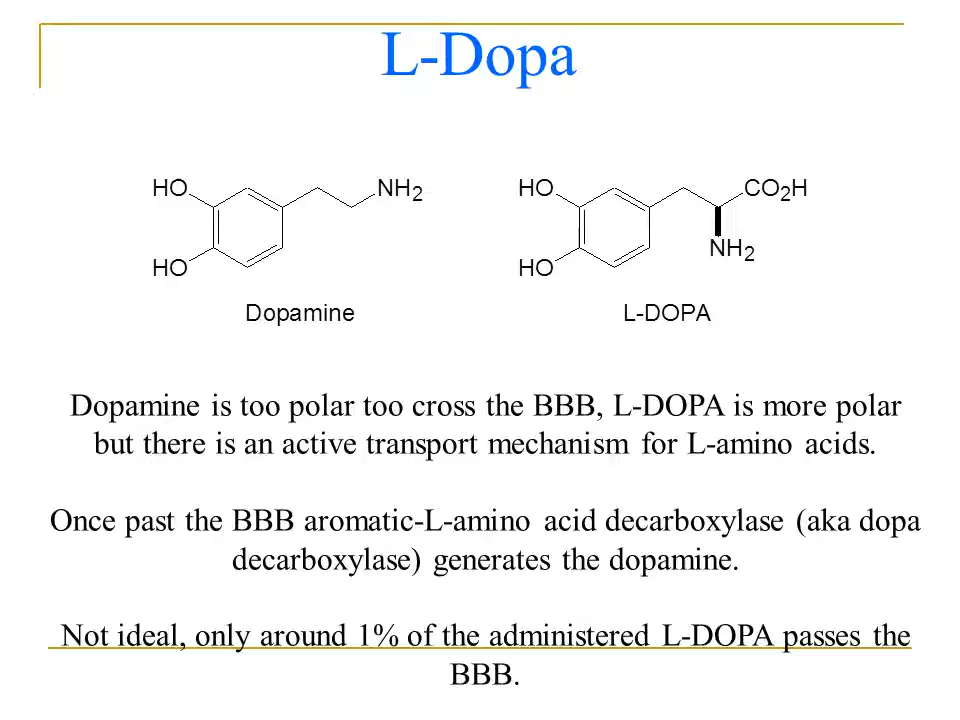 L-Dopa
HO NH2 HO CO2H
NH2
HO HO
Dopamine L-DOPA
Dopamine is too polar too cross the BBB, L-DOPA is more polar
but there is an active transport mechanism for L-amino acids.
Once past the BBB aromatic-L-amino acid decarboxylase (aka dopa
decarboxylase) generates the dopamine.
Not ideal, only around 1% of the administered L-DOPA passes the
BBB.